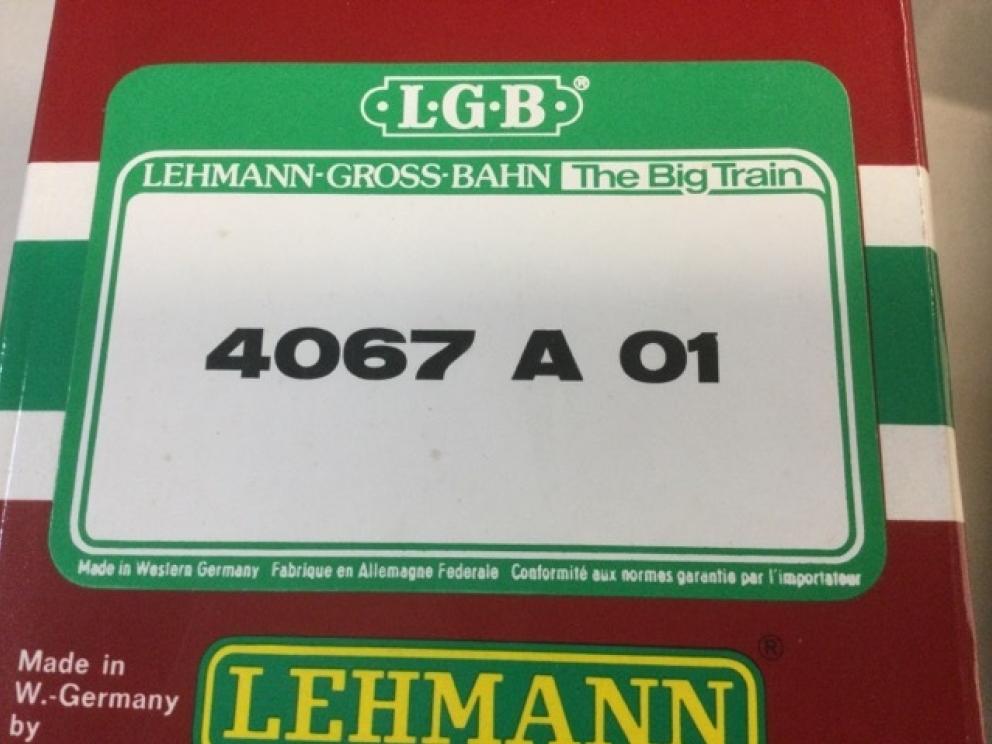 L·G·B®
LEHMANN-GROSS-BAHN The Big Train
4067 A 01
Made in Western Germany Fabrique en Allemagne Federale Conformité aux normes garantie par l'importateur
®
Made in
W.-Germany
by
LEHMANN